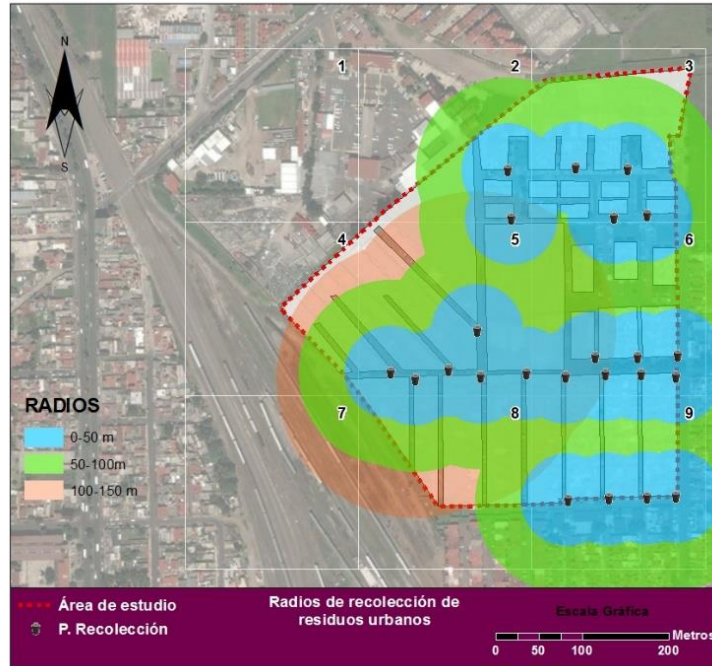 N
S
1
2
3
4
5
6
7
8
9
RADIOS
0-50 m
50-100m
100-150 m
Área de estudio
P. Recolección
Radios de recolección de
residuos urbanos
Escala Gráfica
Metros
0 50 100 200